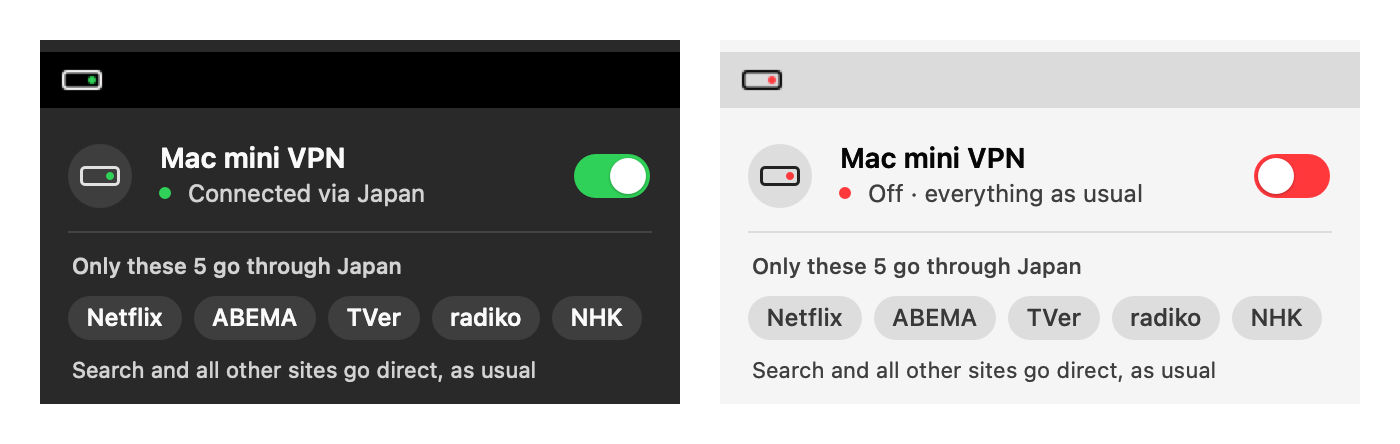 Mac mini VPN
Connected via Japan
Only these 5 go through Japan
Netflix ABEMA TVer radiko NHK
Search and all other sites go direct, as usual
Mac mini VPN
Off · everything as usual
Only these 5 go through Japan
Netflix ABEMA TVer radiko NHK
Search and all other sites go direct, as usual